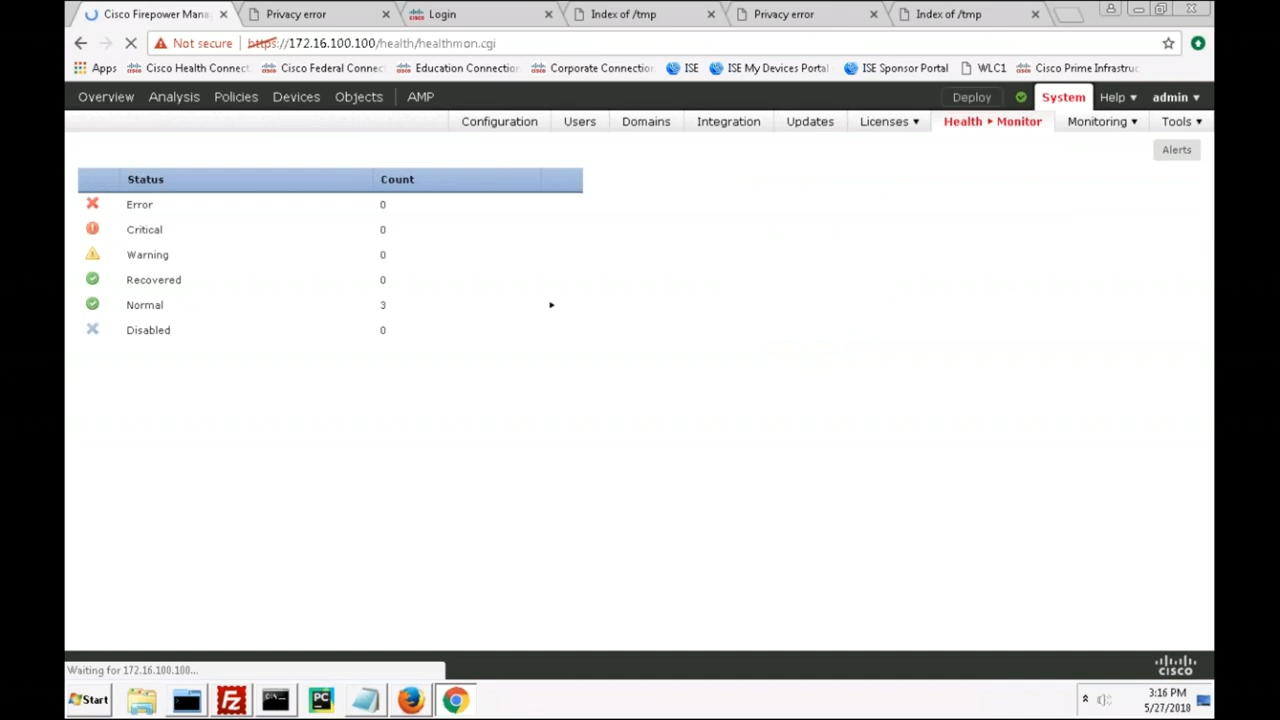 Cisco Firepower Mana
Privacy error
Login
Index of /tmp
Privacy error
Index of /tmp
Not secure | https://172.16.100.100/health/healthmon.cgi
Apps
Cisco Health Connect
Cisco Federal Connec
Education Connection
Corporate Connection
ISE
ISE My Devices Portal
ISE Sponsor Portal
WLC1
Cisco Prime Infrastruc
Overview Analysis Policies Devices Objects AMP Deploy System Help admin
Configuration Users Domains Integration Updates Licenses Health Monitor Monitoring Tools
Alerts
Status Count
Error 0
Critical 0
Warning 0
Recovered 0
Normal 3
Disabled 0
Waiting for 172.16.100.100...
CISCO
Start
Fz
PC
3:16 PM
5/27/2018